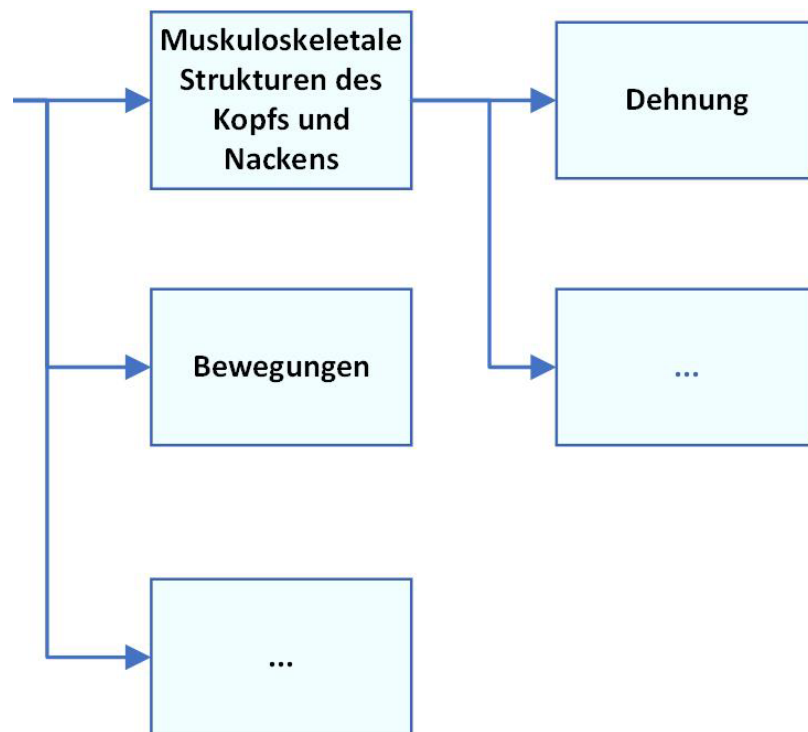 Muskuloskeletale
Strukturen des
Kopfs und
Nackens
Dehnung
Bewegungen
...
...